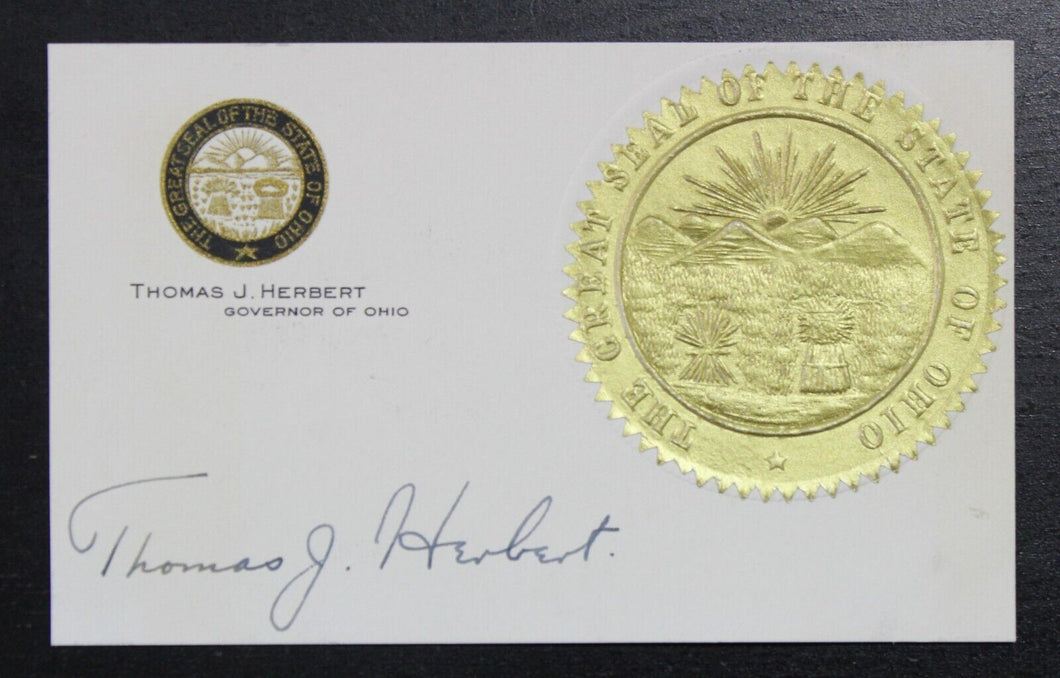 THE GREAT SEAL OF THE STATE OF OHIO
THOMAS J. HERBERT
GOVERNOR OF OHIO
THE GREAT SEAL OF THE STATE OF OHIO
Thomas J. Herbert.